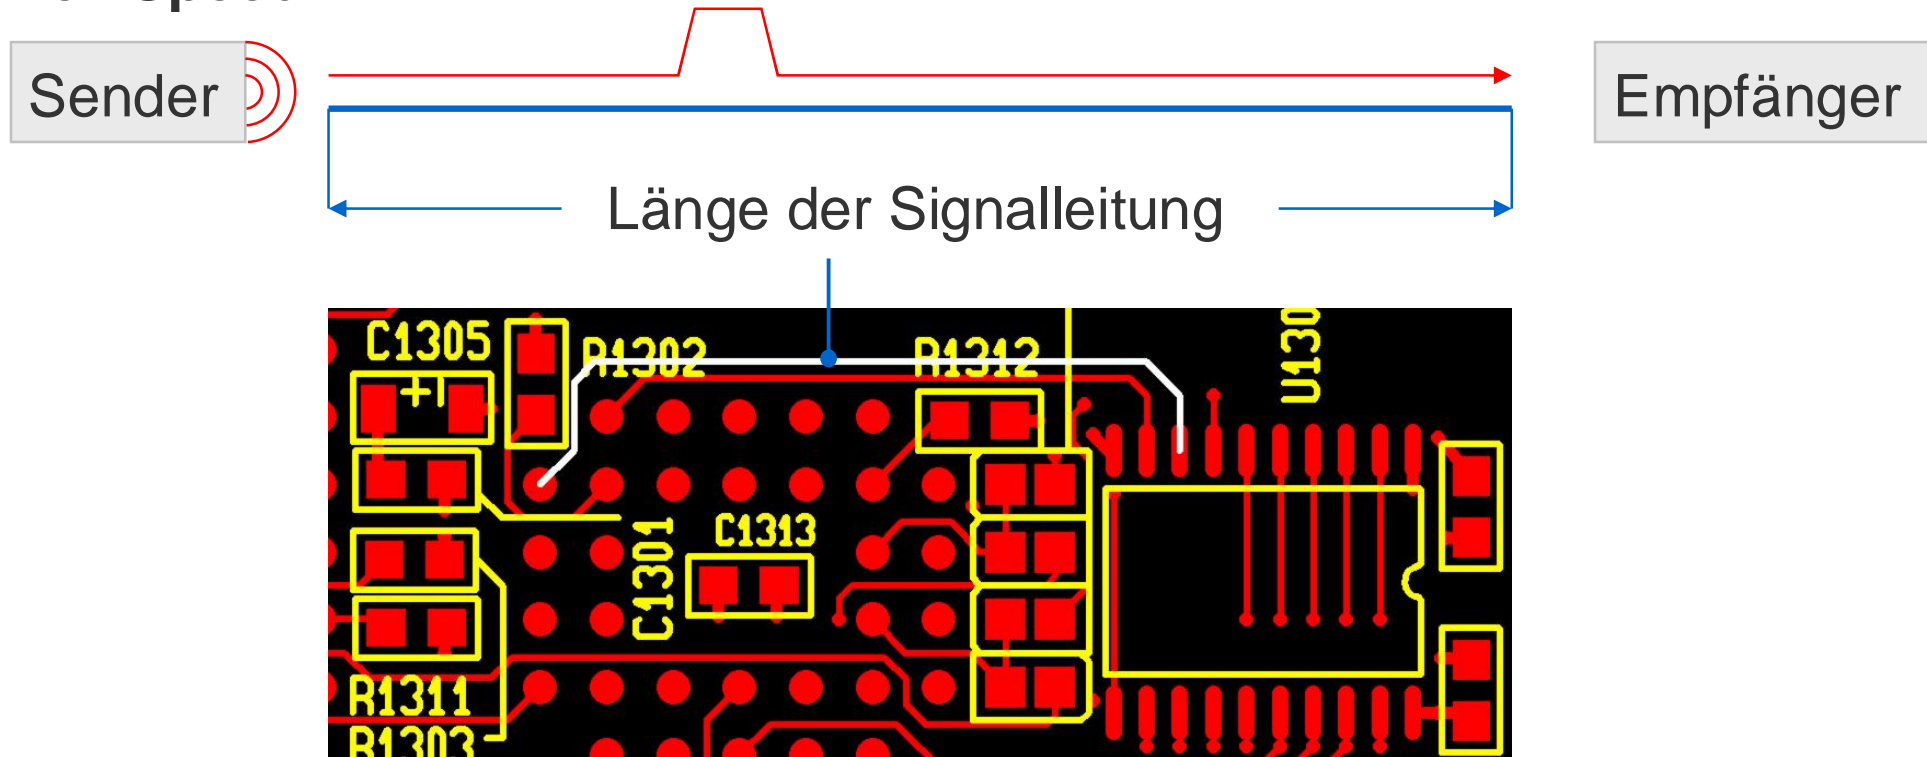 Sender
Empfänger
Länge der Signalleitung
C1305
R1302
R1312
U130
C1301
C1313
R1311
R1303